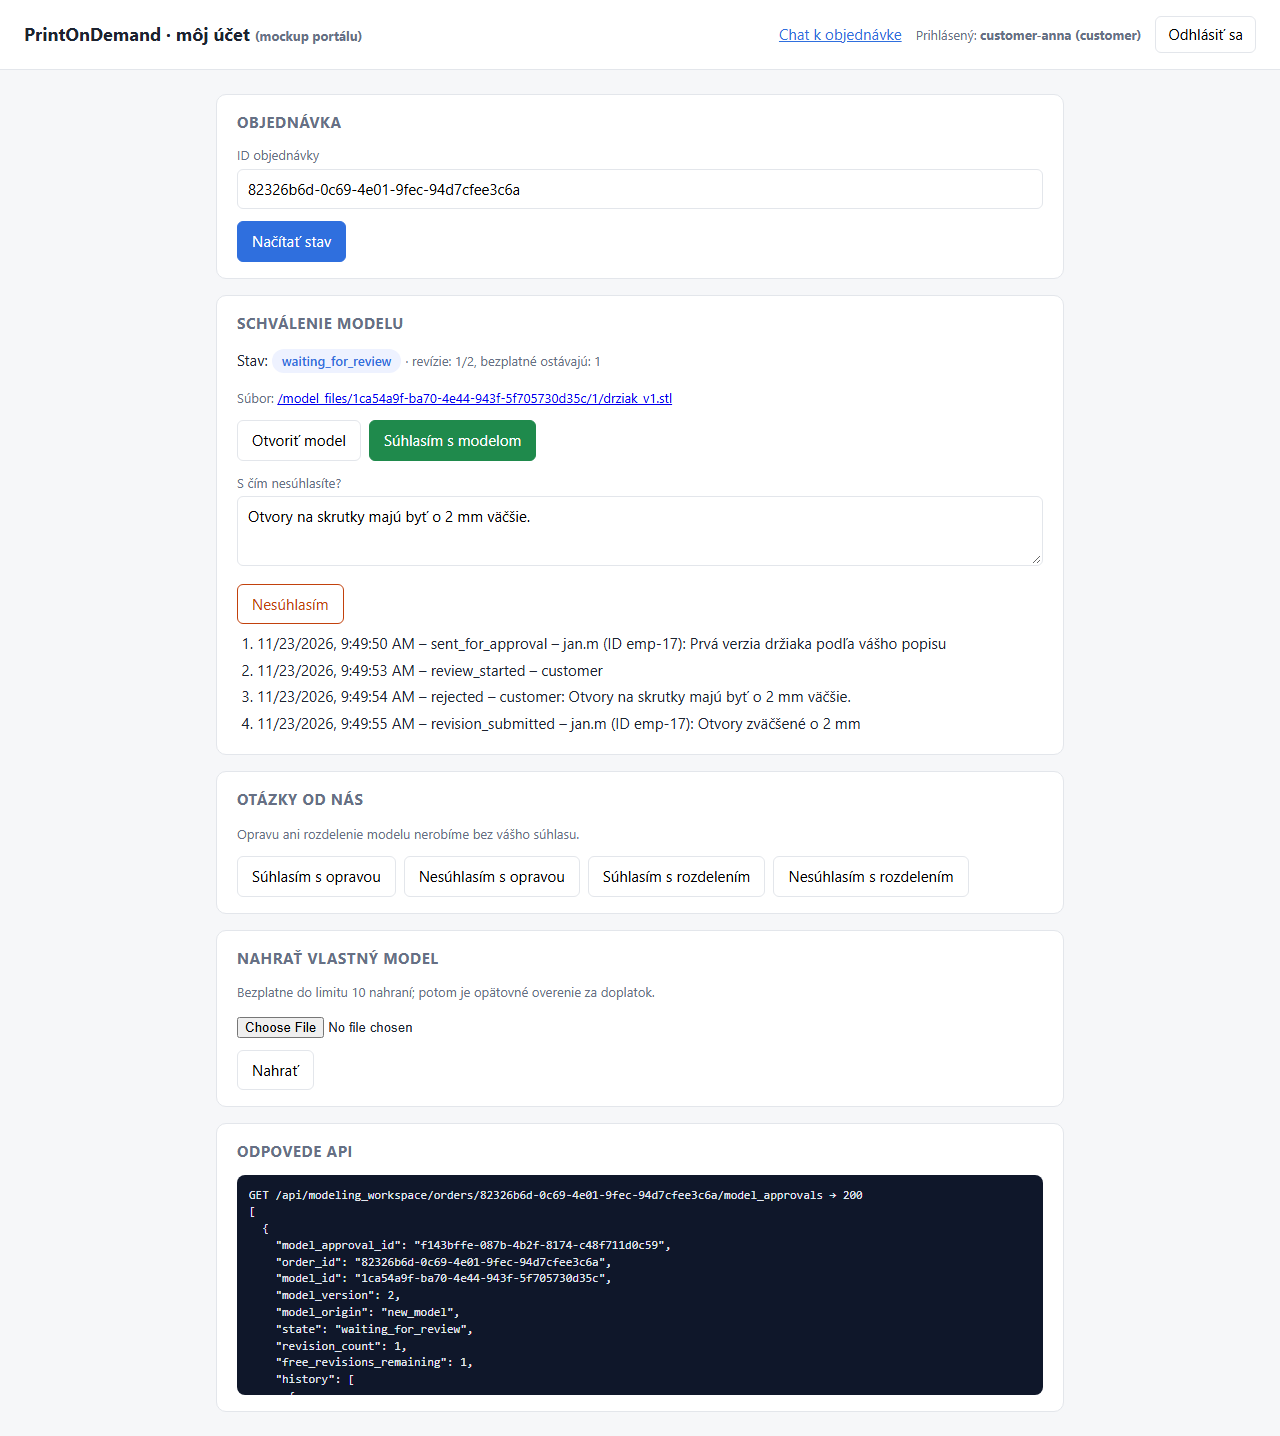 PrintOnDemand · môj účet (mockup portálu)
Chat k objednávke
Prihlásený: customer-anna (customer)
Odhlásiť sa
OBJEDNÁVKA
ID objednávky
82326b6d-0c69-4e01-9fec-94d7cfee3c6a
Načítať stav
SCHVÁLENIE MODELU
Stav: waiting_for_review · revízie: 1/2, bezplatné ostávajú: 1
Súbor: /model_files/1ca54a9f-ba70-4e44-943f-5f705730d35c/1/drziak_v1.stl
Otvoriť model
Súhlasím s modelom
S čím nesúhlasíte?
Otvory na skrutky majú byť o 2 mm väčšie.
Nesúhlasím
1. 11/23/2026, 9:49:50 AM – sent_for_approval – jan.m (ID emp-17): Prvá verzia držiaka podľa vášho popisu
2. 11/23/2026, 9:49:53 AM – review_started – customer
3. 11/23/2026, 9:49:54 AM – rejected – customer: Otvory na skrutky majú byť o 2 mm väčšie.
4. 11/23/2026, 9:49:55 AM – revision_submitted – jan.m (ID emp-17): Otvory zväčšené o 2 mm
OTÁZKY OD NÁS
Opravu ani rozdelenie modelu nerobíme bez vášho súhlasu.
Súhlasím s opravou
Nesúhlasím s opravou
Súhlasím s rozdelením
Nesúhlasím s rozdelením
NAHRAŤ VLASTNÝ MODEL
Bezplatne do limitu 10 nahraní; potom je opätovné overenie za doplatok.
Choose File No file chosen
Nahrať
ODPOVEDE API
GET /api/modeling_workspace/orders/82326b6d-0c69-4e01-9fec-94d7cfee3c6a/model_approvals → 200
[
{
"model_approval_id": "f143bffe-087b-4b2f-8174-c48f711d0c59",
"order_id": "82326b6d-0c69-4e01-9fec-94d7cfee3c6a",
"model_id": "1ca54a9f-ba70-4e44-943f-5f705730d35c",
"model_version": 2,
"model_origin": "new_model",
"state": "waiting_for_review",
"revision_count": 1,
"free_revisions_remaining": 1,
"history": [
{